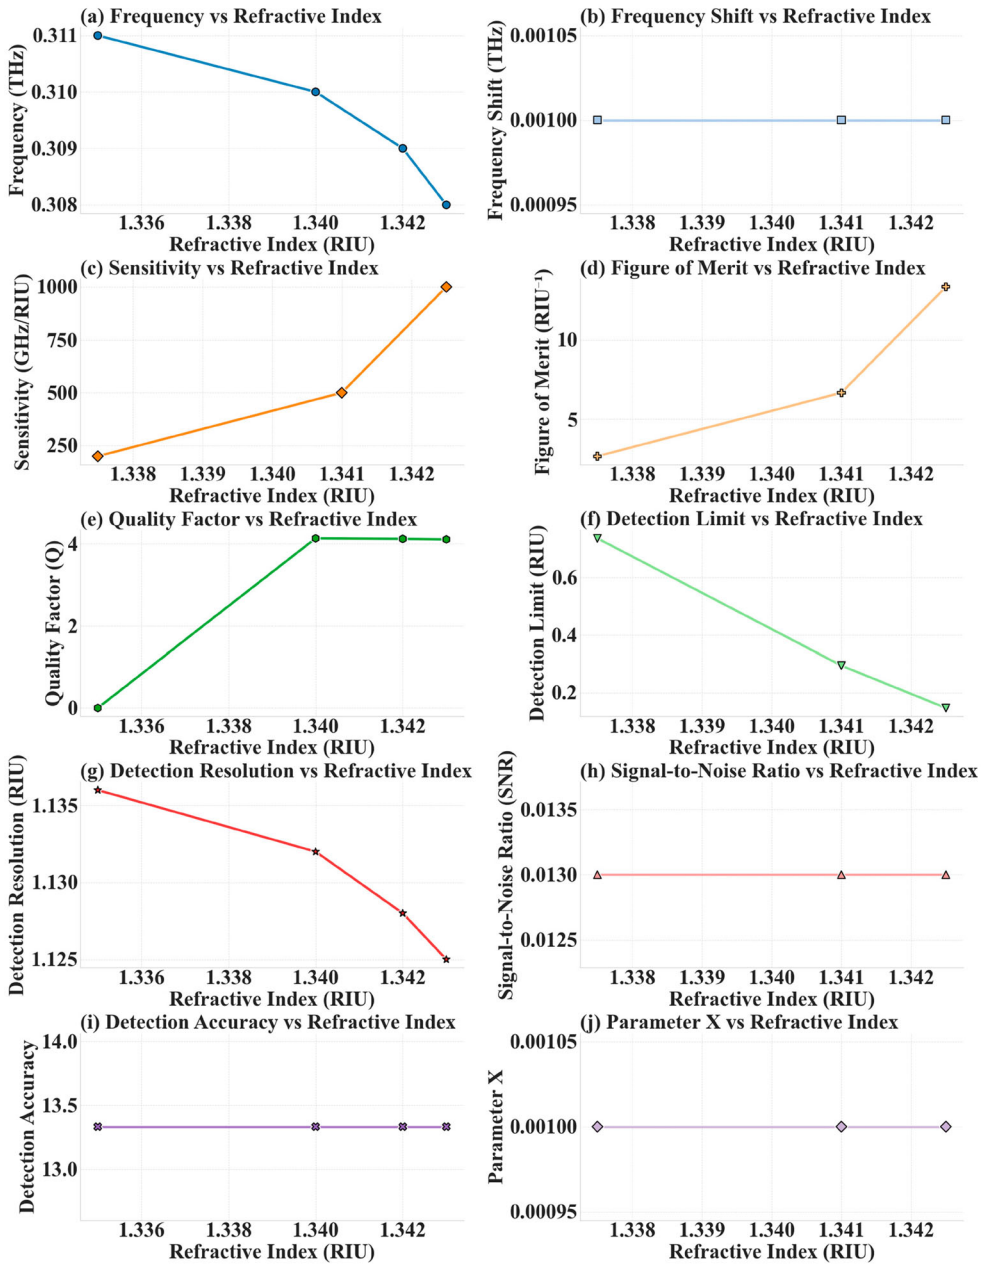 (a) Frequency vs Refractive Index
Frequency (THz)
0.311
0.310
0.309
0.308
1.336 1.338 1.340 1.342
Refractive Index (RIU)
(b) Frequency Shift vs Refractive Index
Frequency Shift (THz)
0.00105
0.00100
0.00095
1.338 1.339 1.340 1.341 1.342
Refractive Index (RIU)
(c) Sensitivity vs Refractive Index
Sensitivity (GHz/RIU)
1000
750
500
250
1.338 1.339 1.340 1.341 1.342
Refractive Index (RIU)
(d) Figure of Merit vs Refractive Index
Figure of Merit (RIU⁻¹)
10
5
1.338 1.339 1.340 1.341 1.342
Refractive Index (RIU)
(e) Quality Factor vs Refractive Index
Quality Factor (Q)
4
2
0
1.336 1.338 1.340 1.342
Refractive Index (RIU)
(f) Detection Limit vs Refractive Index
Detection Limit (RIU)
0.6
0.4
0.2
1.338 1.339 1.340 1.341 1.342
Refractive Index (RIU)
(g) Detection Resolution vs Refractive Index
Detection Resolution (RIU)
1.135
1.130
1.125
1.336 1.338 1.340 1.342
Refractive Index (RIU)
(h) Signal-to-Noise Ratio vs Refractive Index
Signal-to-Noise Ratio (SNR)
0.0135
0.0130
0.0125
1.338 1.339 1.340 1.341 1.342
Refractive Index (RIU)
(i) Detection Accuracy vs Refractive Index
Detection Accuracy
14.0
13.5
13.0
1.336 1.338 1.340 1.342
Refractive Index (RIU)
(j) Parameter X vs Refractive Index
Parameter X
0.00105
0.00100
0.00095
1.338 1.339 1.340 1.341 1.342
Refractive Index (RIU)